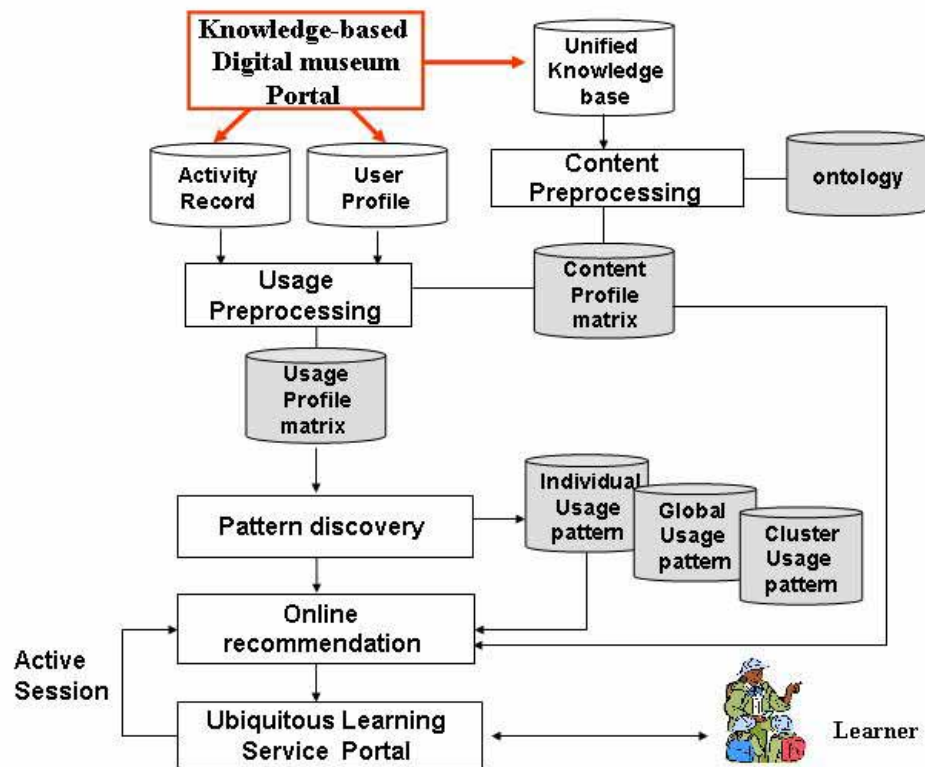 Knowledge-based
Digital museum
Portal
Unified
Knowledge
base
Activity
Record
User
Profile
Content
Preprocessing
ontology
Usage
Preprocessing
Content
Profile
matrix
Usage
Profile
matrix
Pattern discovery
Individual
Usage
pattern
Global
Usage
pattern
Cluster
Usage
pattern
Online
recommendation
Active
Session
Ubiquitous Learning
Service Portal
Learner